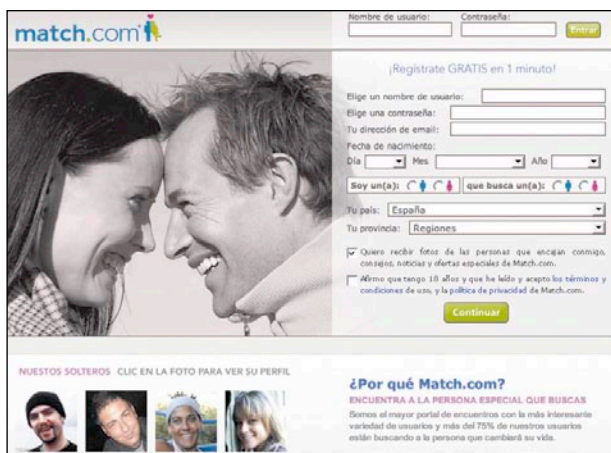 match.com
Nombre de usuario: Contraseña:
Entrar
¡Regístrate GRATIS en 1 minuto!
Elige un nombre de usuario:
Elige una contraseña:
Tu dirección de email:
Fecha de nacimiento:
Día Mes Año
Soy un(a): que busca un(a):
Tu país: España
Tu provincia: Regiones
Quiero recibir fotos de las personas que encajan conmigo,
consejos, noticias y ofertas especiales de Match.com.
Afirmo que tengo 18 años y que he leído y acepto los términos y
condiciones de uso, y la política de privacidad de Match.com.
Continuar
NUESTOS SOLTEROS CLIC EN LA FOTO PARA VER SU PERFIL
¿Por qué Match.com?
ENCUENTRA A LA PERSONA ESPECIAL QUE BUSCAS
Somos el mayor portal de encuentros con la más interesante
variedad de usuarios y más del 75% de nuestros usuarios
están buscando a la persona que cambiará su vida.